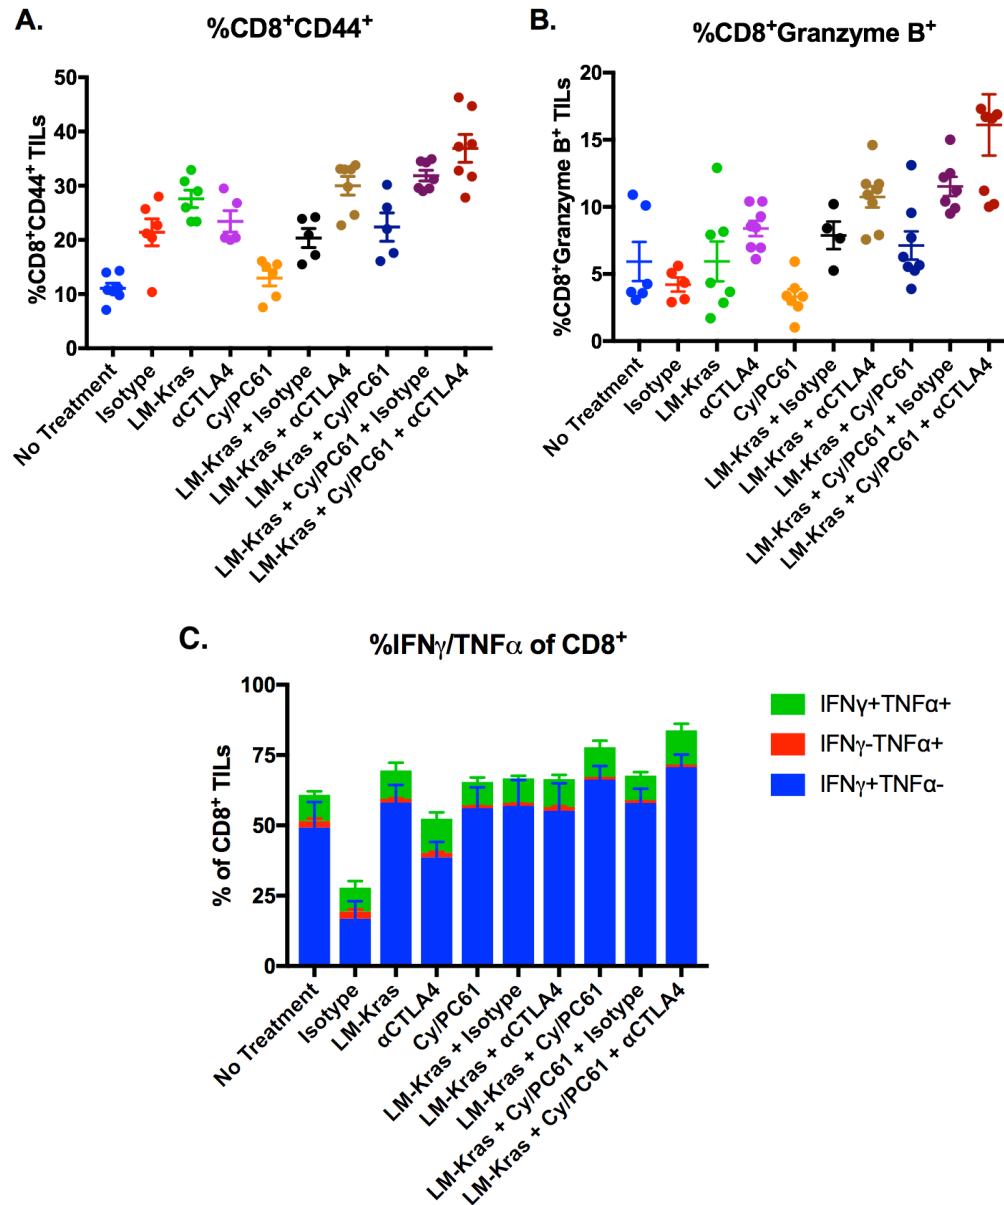 A.
%CD8+CD44+
%CD8+CD44+ TILs
50
40
30
20
10
0
No Treatment
Isotype
LM-Kras
αCTLA4
Cy/PC61
LM-Kras + Isotype
LM-Kras + αCTLA4
LM-Kras + Cy/PC61
LM-Kras + Cy/PC61 + Isotype
LM-Kras + Cy/PC61 + αCTLA4
B.
%CD8+Granzyme B+
%CD8+Granzyme B+ TILs
20
15
10
5
0
No Treatment
Isotype
LM-Kras
αCTLA4
Cy/PC61
LM-Kras + Isotype
LM-Kras + αCTLA4
LM-Kras + Cy/PC61
LM-Kras + Cy/PC61 + Isotype
LM-Kras + Cy/PC61 + αCTLA4
C.
%IFNγ/TNFα of CD8+
% of CD8+ TILs
100
75
50
25
0
No Treatment
Isotype
LM-Kras
αCTLA4
Cy/PC61
LM-Kras + Isotype
LM-Kras + αCTLA4
LM-Kras + Cy/PC61
LM-Kras + Cy/PC61 + Isotype
LM-Kras + Cy/PC61 + αCTLA4
IFNγ+TNFα+
IFNγ-TNFα+
IFNγ+TNFα-